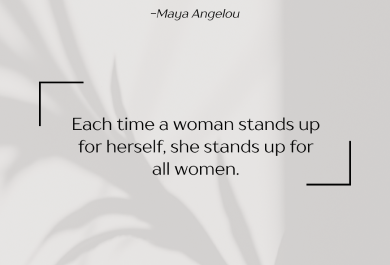 ~Maya Angelou
Each time a woman stands up
for herself, she stands up for
all women.